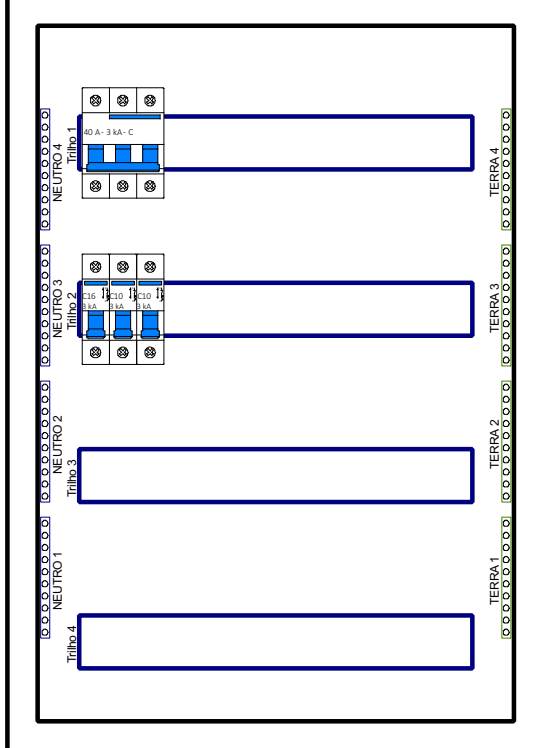 40 A - 3 kA - C
Trilho 1
NEUTRO 4
TERRA 4
C16
3 kA
C10
3 kA
C10
3 kA
Trilho 2
NEUTRO 3
TERRA 3
NEUTRO 2
Trilho 3
TERRA 2
NEUTRO 1
Trilho 4
TERRA 1